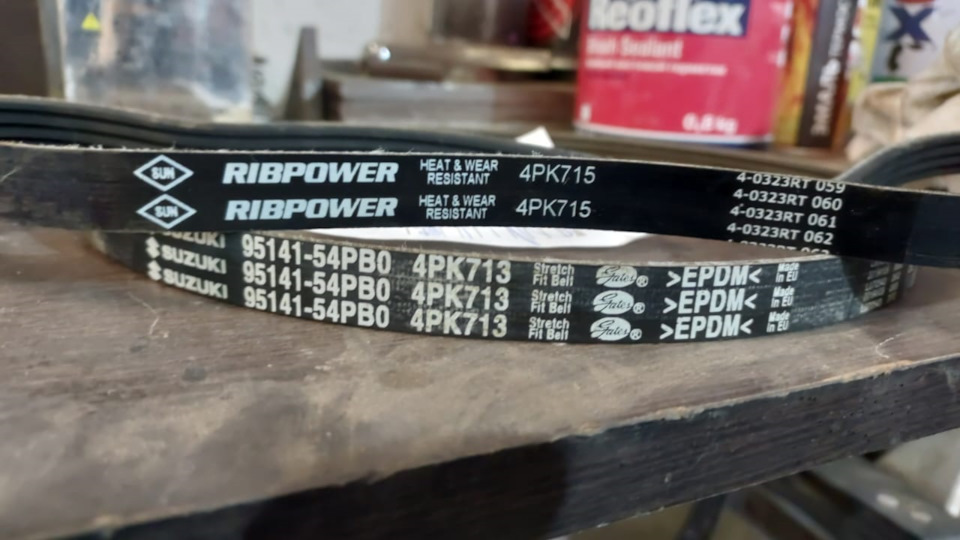 Reoflex
0,8 kg
SUN RIBPOWER HEAT & WEAR RESISTANT 4PK715 4-0323RT 059
4-0323RT 060
SUN RIBPOWER HEAT & WEAR RESISTANT 4PK715 4-0323RT 061
4-0323RT 062
SUZUKI 95141-54PB0 4PK713 Stretch Fit Belt Gates® >EPDM< Made In EU
SUZUKI 95141-54PB0 4PK713 Stretch Fit Belt Gates® >EPDM< Made In EU
SUZUKI 95141-54PB0 4PK713 Stretch Fit Belt Gates® >EPDM< Made In EU